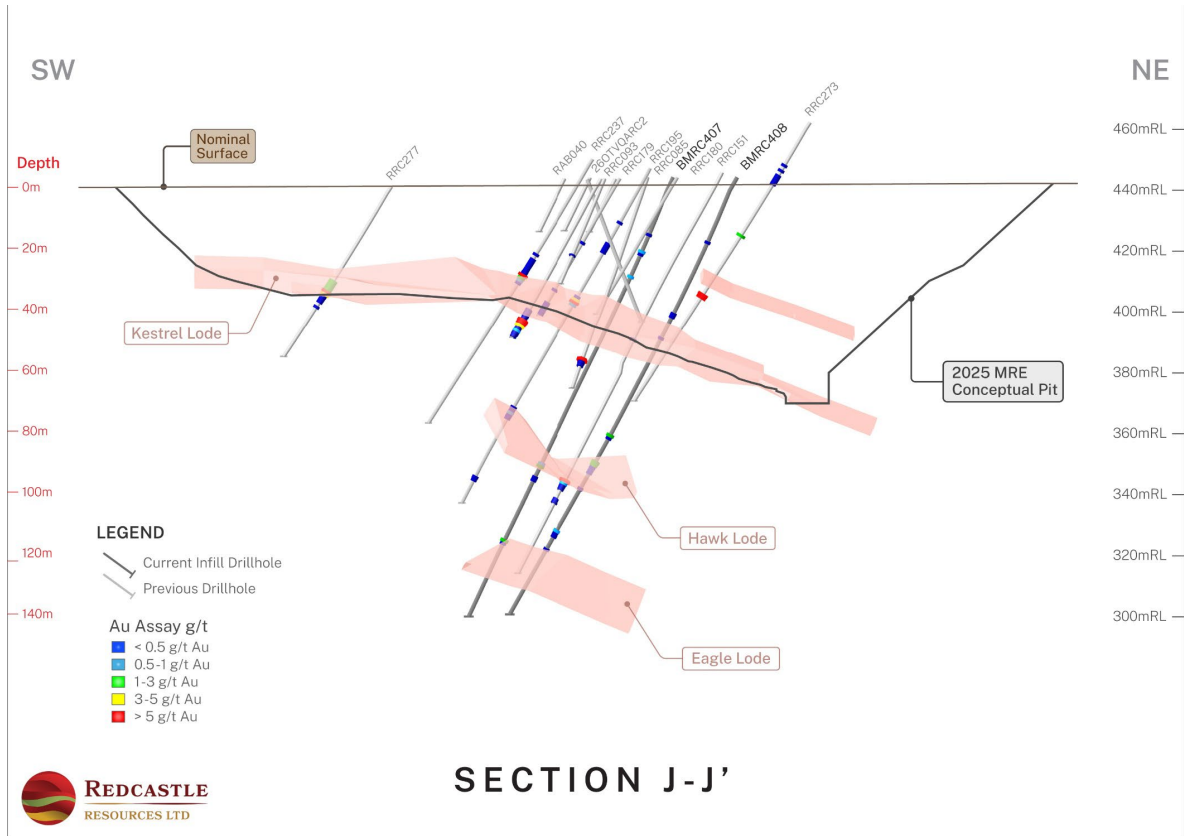 SW
NE
Nominal
Surface
Depth
0m
20m
40m
60m
80m
100m
120m
140m
RRC277
RAB040
RRC237
26OTVQARC2
RRC093
RRC179
RRC195
RRC085
BMRC407
RRC180
RRC151
BMRC408
RRC273
460mRL
440mRL
420mRL
400mRL
380mRL
360mRL
340mRL
320mRL
300mRL
Kestrel Lode
2025 MRE
Conceptual Pit
Hawk Lode
Eagle Lode
LEGEND
Current Infill Drillhole
Previous Drillhole
Au Assay g/t
< 0.5 g/t Au
0.5-1 g/t Au
1-3 g/t Au
3-5 g/t Au
> 5 g/t Au
REDCASTLE
RESOURCES LTD
SECTION J-J’